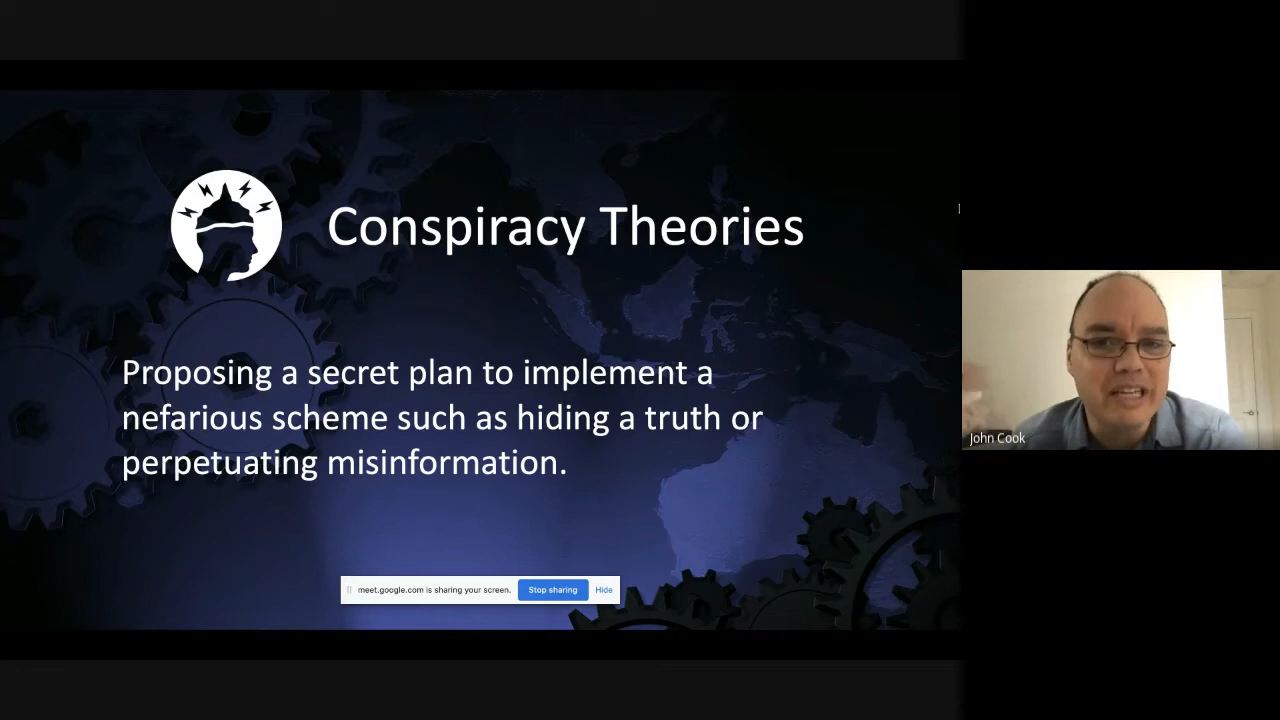 Conspiracy Theories
Proposing a secret plan to implement a
nefarious scheme such as hiding a truth or
perpetuating misinformation.
meet.google.com is sharing your screen.
Stop sharing
Hide
John Cook